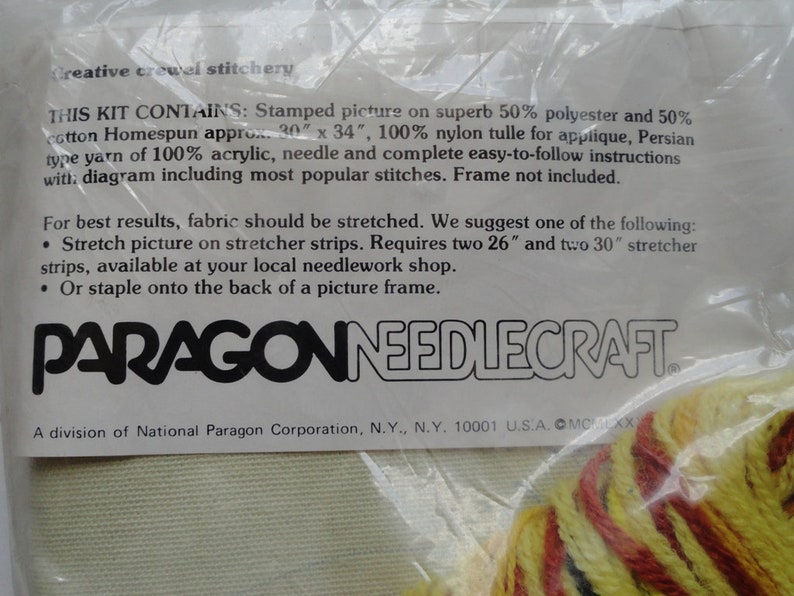 Creative crewel stitchery
THIS KIT CONTAINS: Stamped picture on superb 50% polyester and 50%
cotton Homespun approx. 30" x 34", 100% nylon tulle for applique, Persian
type yarn of 100% acrylic, needle and complete easy-to-follow instructions
with diagram including most popular stitches. Frame not included.
For best results, fabric should be stretched. We suggest one of the following:
• Stretch picture on stretcher strips. Requires two 26" and two 30" stretcher
strips, available at your local needlework shop.
• Or staple onto the back of a picture frame.
PARAGON NEEDLECRAFT®
A division of National Paragon Corporation, N.Y., N.Y. 10001 U.S.A. ©